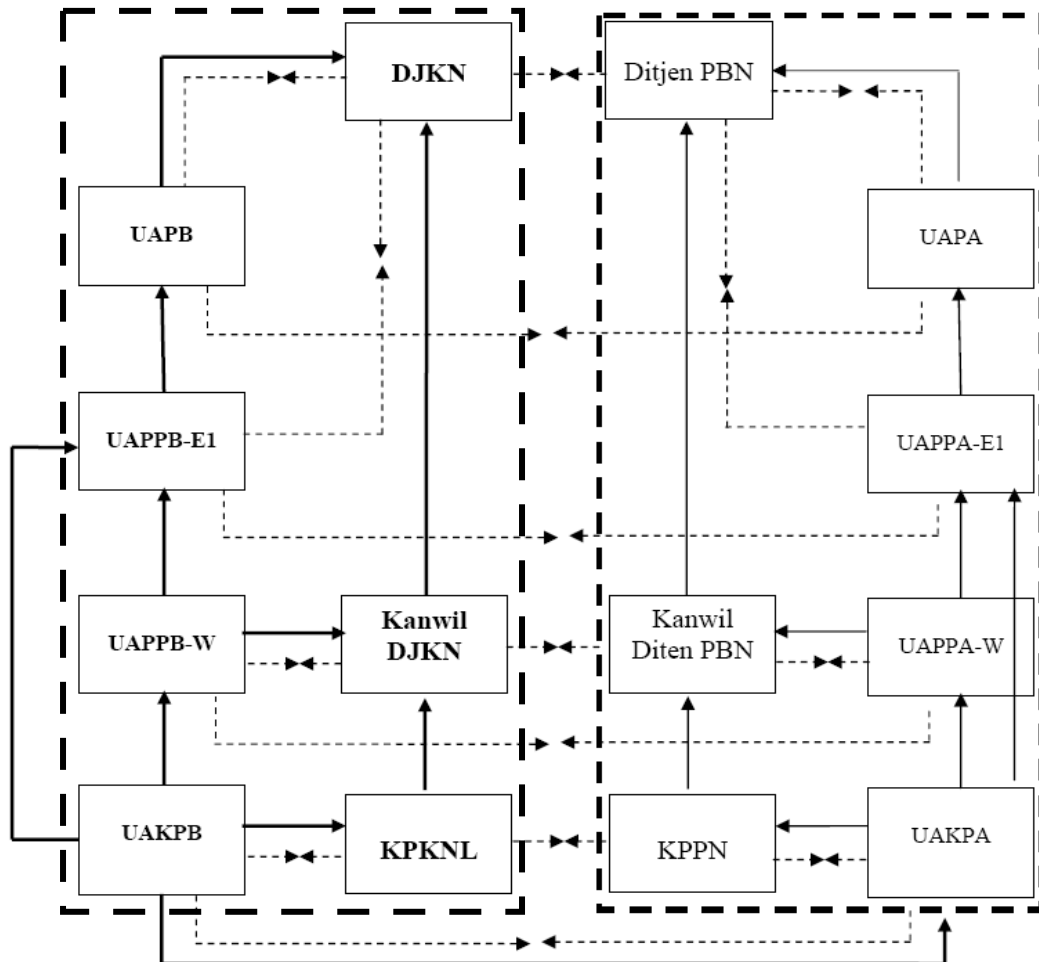 DJKN
Ditjen PBN
UAPB
UAPA
UAPPB-E1
UAPPA-E1
UAPPB-W
Kanwil
DJKN
Kanwil
Diten PBN
UAPPA-W
UAKPB
KPKNL
KPPN
UAKPA